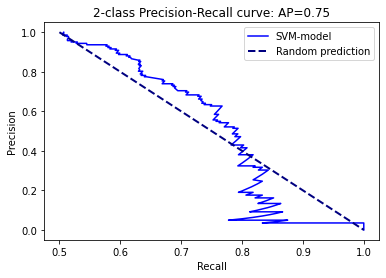 2-class Precision-Recall curve: AP=0.75
SVM-model
Random prediction
Precision
1.0
0.8
0.6
0.4
0.2
0.0
0.5 0.6 0.7 0.8 0.9 1.0
Recall